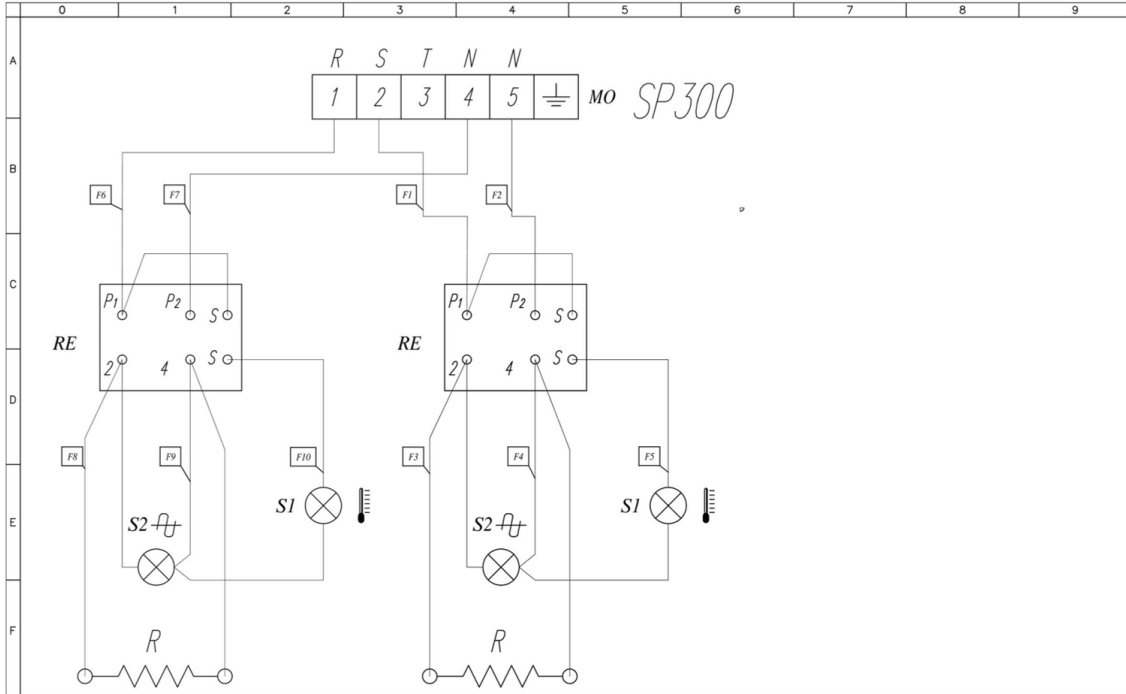 0 1 2 3 4 5 6 7 8 9
A
R S T N N
1 2 3 4 5 MO SP300
B
F6 F7 F1 F2
C
P1 P2 S P1 P2 S
RE RE
2 4 S 2 4 S
D
F8 F9 F10 F3 F4 F5
E
S1 S1
S2 S2
F
R R